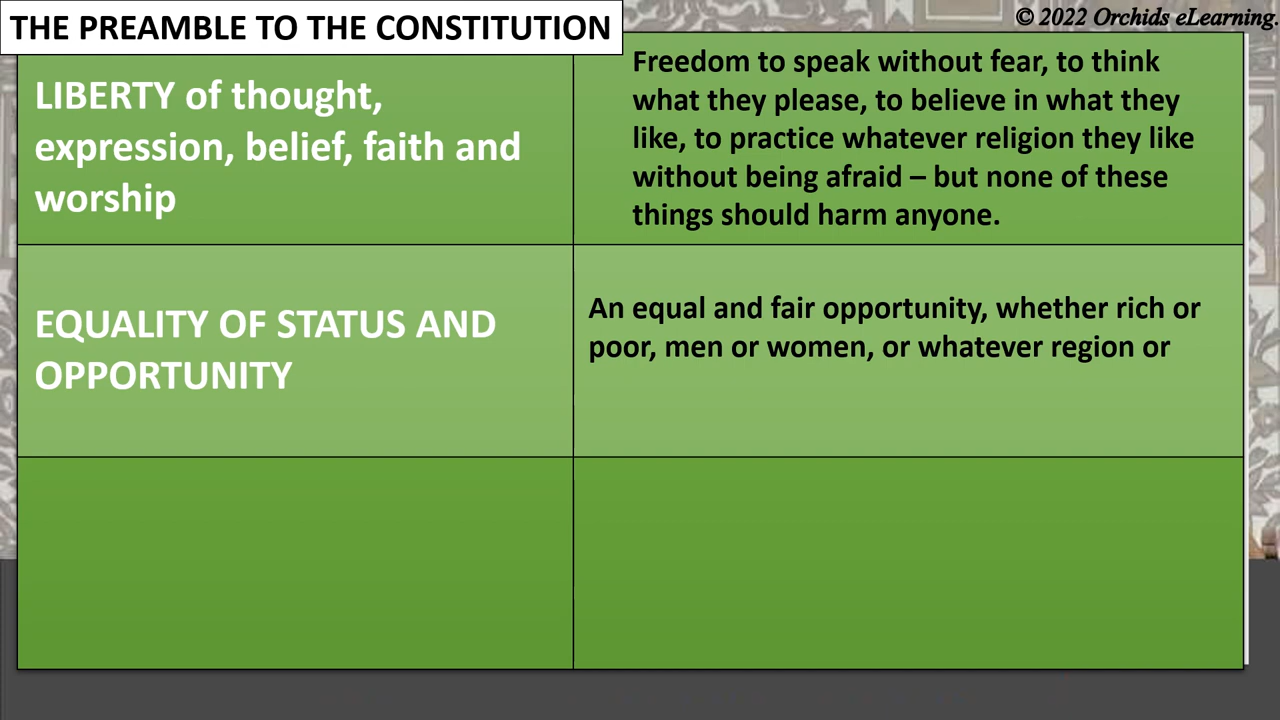 THE PREAMBLE TO THE CONSTITUTION
© 2022 Orchids eLearning.
LIBERTY of thought,
expression, belief, faith and
worship
Freedom to speak without fear, to think
what they please, to believe in what they
like, to practice whatever religion they like
without being afraid – but none of these
things should harm anyone.
EQUALITY OF STATUS AND
OPPORTUNITY
An equal and fair opportunity, whether rich or
poor, men or women, or whatever region or